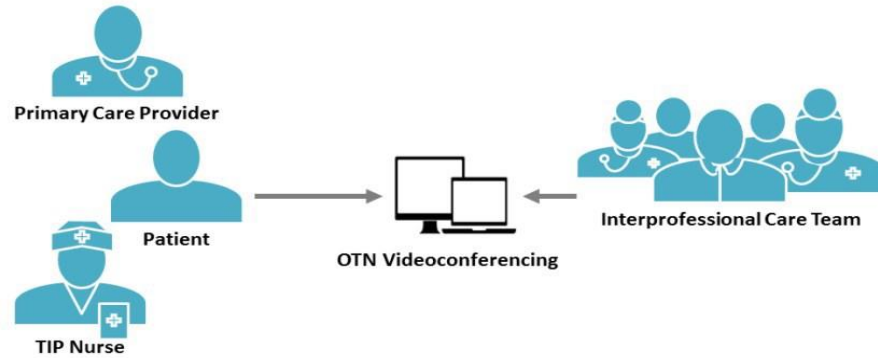 Primary Care Provider
Patient
TIP Nurse
OTN Videoconferencing
Interprofessional Care Team